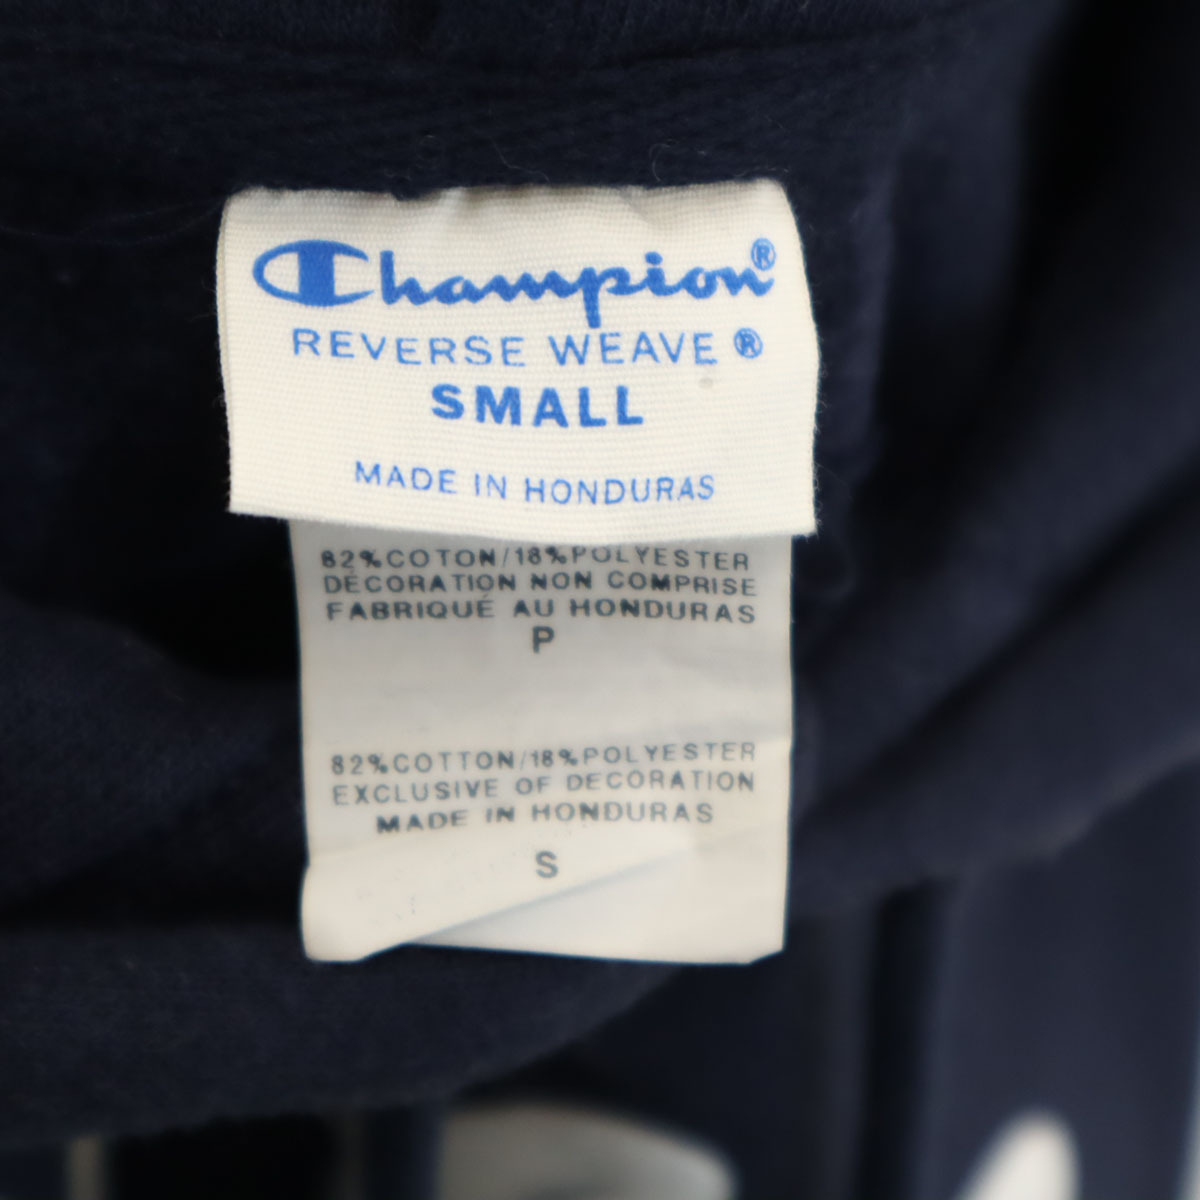 Champion®
REVERSE WEAVE®
SMALL
MADE IN HONDURAS
82%COTON/18%POLYESTER
DÉCORATION NON COMPRISE
FABRIQUÉ AU HONDURAS
P
82%COTTON/18%POLYESTER
EXCLUSIVE OF DECORATION
MADE IN HONDURAS
S